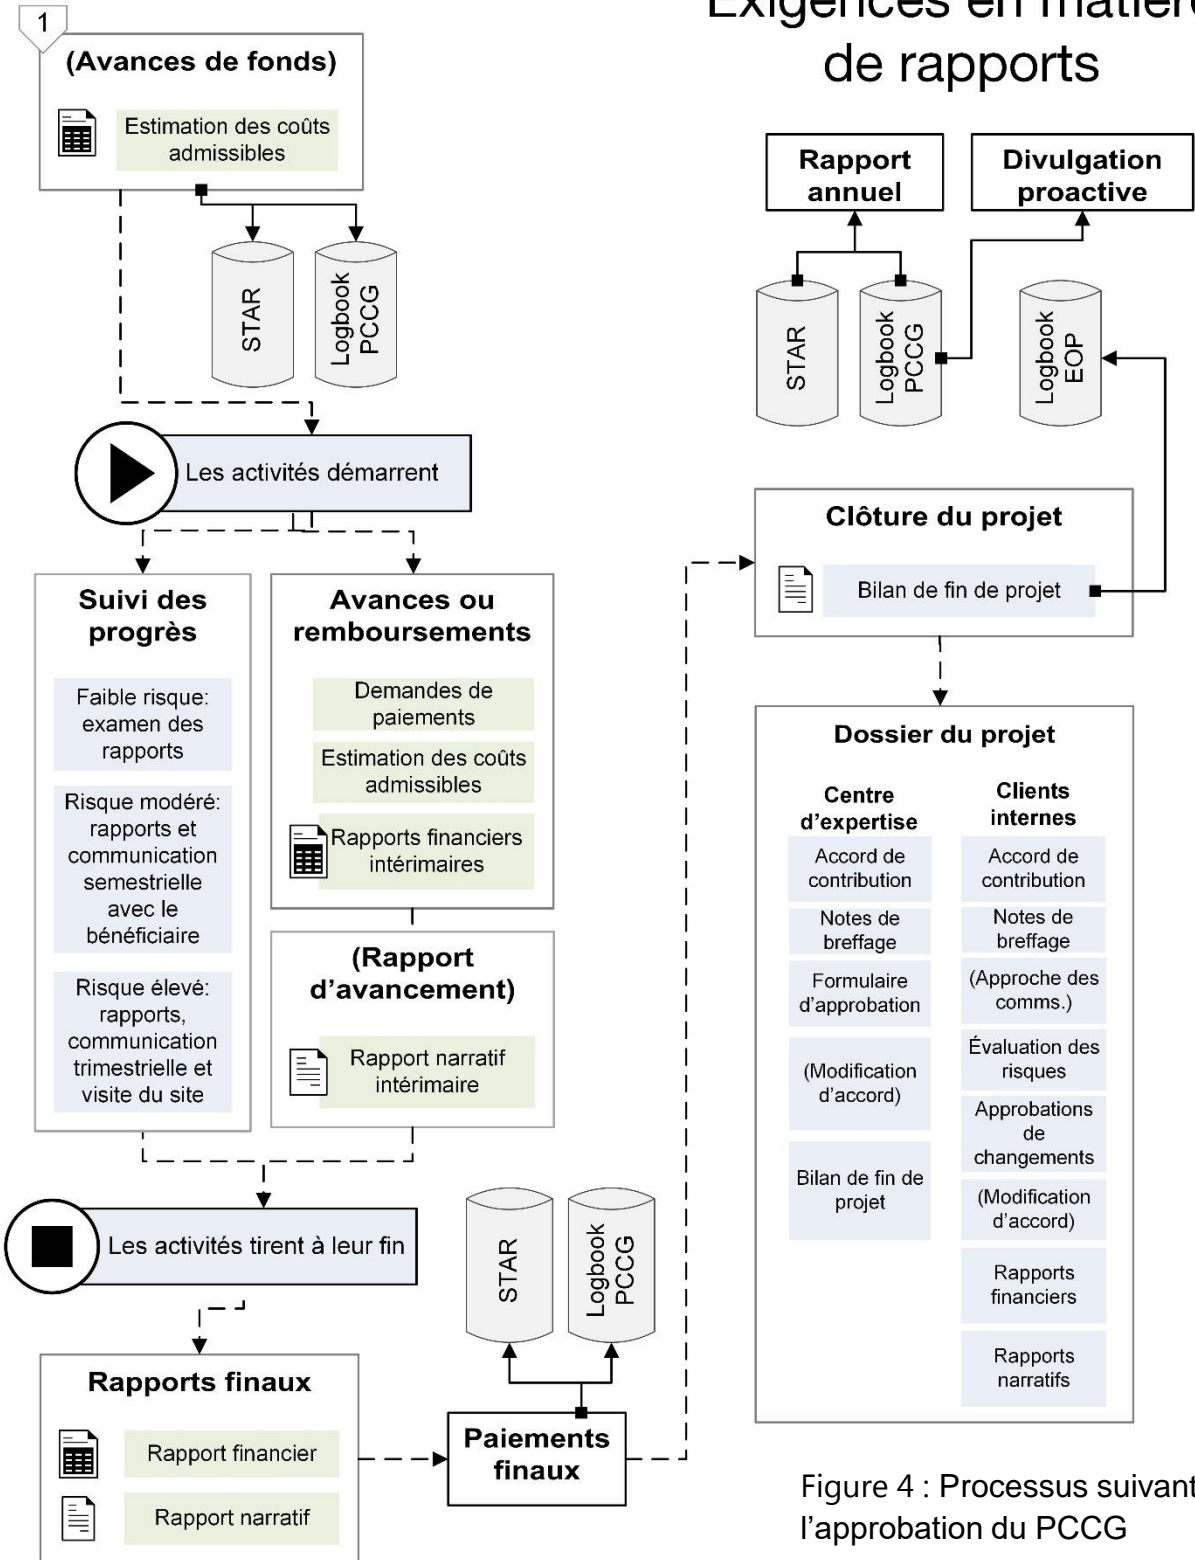 1
(Avances de fonds)
Estimation des coûts
admissibles
STAR
Logbook
PCCG
Les activités démarrent
Suivi des
progrès
Faible risque:
examen des
rapports
Risque modéré:
rapports et
communication
semestrielle
avec le
bénéficiaire
Risque élevé:
rapports,
communication
trimestrielle et
visite du site
Avances ou
remboursements
Demandes de
paiements
Estimation des coûts
admissibles
Rapports financiers
intérimaires
(Rapport
d’avancement)
Rapport narratif
intérimaire
Les activités tirent à leur fin
Rapports finaux
Rapport financier
Rapport narratif
STAR
Logbook
PCCG
Paiements
finaux
Exigences en matière
de rapports
Rapport
annuel
Divulgation
proactive
STAR
Logbook
PCCG
Logbook
EOP
Clôture du projet
Bilan de fin de projet
Dossier du projet
Centre
d’expertise
Accord de
contribution
Notes de
breffage
Formulaire
d’approbation
(Modification
d’accord)
Bilan de fin de
projet
Clients
internes
Accord de
contribution
Notes de
breffage
(Approche des
comms.)
Évaluation des
risques
Approbations
de
changements
(Modification
d’accord)
Rapports
financiers
Rapports
narratifs
Figure 4 : Processus suivant
l’approbation du PCCG